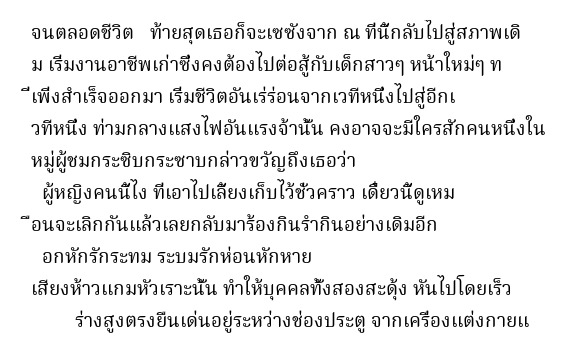 จนตลอดชีวิต   ท้ายสุดเธอก็จะเซซังจาก ณ ที่นี้กลับไปสู่สภาพเดิ
ม เริ่มงานอาชีพเก่าซึ่งคงต้องไปต่อสู้กับเด็กสาวๆ หน้าใหม่ๆ ท
ี่เพิ่งสำเร็จออกมา เริ่มชีวิตอันเร่ร่อนจากเวทีหนึ่งไปสู่อีกเ
วทีหนึ่ง ท่ามกลางแสงไฟอันแรงจ้านั้น คงอาจจะมีใครสักคนหนึ่งใน
หมู่ผู้ชมกระซิบกระซาบกล่าวขวัญถึงเธอว่า
ผู้หญิงคนนี้ไง ที่เอาไปเลี้ยงเก็บไว้ชั่วคราว เดี๋ยวนี้ดูเหม
ือนจะเลิกกันแล้วเลยกลับมาร้องกินรำกินอย่างเดิมอีก
อกหักรักระทม ระบมรักห่อนหักหาย
เสียงห้าวแกมหัวเราะนั้น ทำให้บุคคลทั้งสองสะดุ้ง หันไปโดยเร็ว
ร่างสูงตรงยืนเด่นอยู่ระหว่างช่องประตู จากเครื่องแต่งกายแ